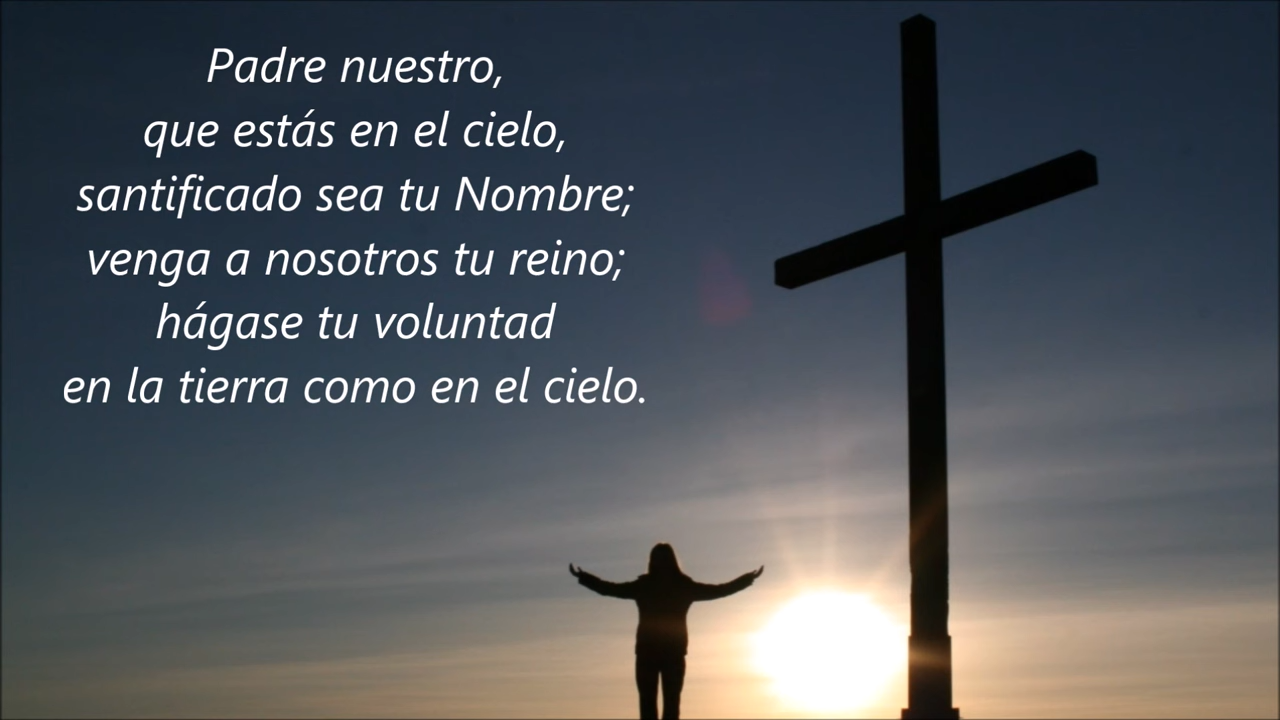 Padre nuestro,
que estás en el cielo,
santificado sea tu Nombre;
venga a nosotros tu reino;
hágase tu voluntad
en la tierra como en el cielo.